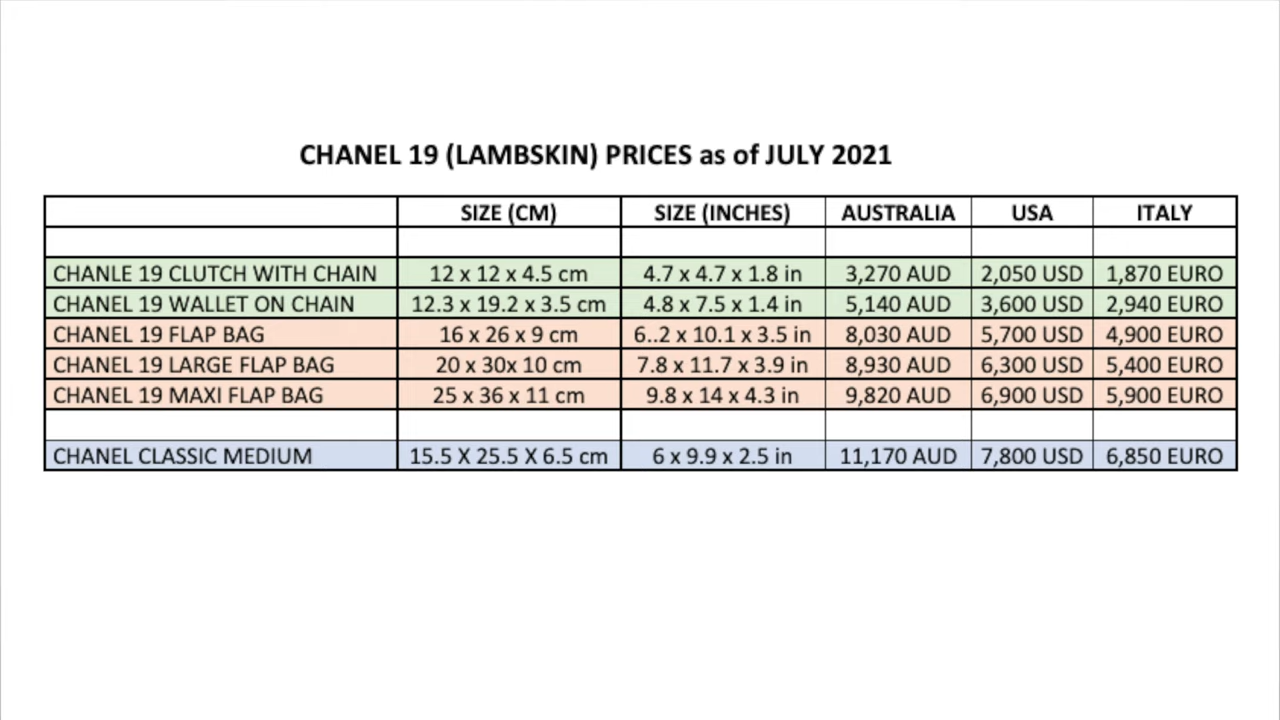 CHANEL 19 (LAMBSKIN) PRICES as of JULY 2021
SIZE (CM) SIZE (INCHES) AUSTRALIA USA ITALY
CHANLE 19 CLUTCH WITH CHAIN 12 x 12 x 4.5 cm 4.7 x 4.7 x 1.8 in 3,270 AUD 2,050 USD 1,870 EURO
CHANEL 19 WALLET ON CHAIN 12.3 x 19.2 x 3.5 cm 4.8 x 7.5 x 1.4 in 5,140 AUD 3,600 USD 2,940 EURO
CHANEL 19 FLAP BAG 16 x 26 x 9 cm 6..2 x 10.1 x 3.5 in 8,030 AUD 5,700 USD 4,900 EURO
CHANEL 19 LARGE FLAP BAG 20 x 30x 10 cm 7.8 x 11.7 x 3.9 in 8,930 AUD 6,300 USD 5,400 EURO
CHANEL 19 MAXI FLAP BAG 25 x 36 x 11 cm 9.8 x 14 x 4.3 in 9,820 AUD 6,900 USD 5,900 EURO
CHANEL CLASSIC MEDIUM 15.5 X 25.5 X 6.5 cm 6 x 9.9 x 2.5 in 11,170 AUD 7,800 USD 6,850 EURO